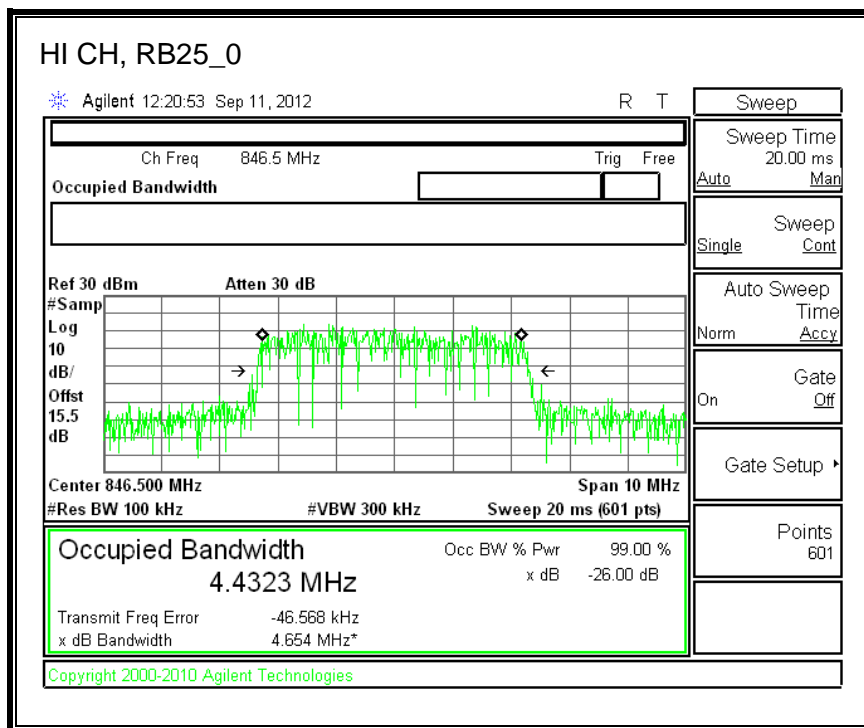 HI CH, RB25_0
Agilent 12:20:53 Sep 11, 2012 R T
Ch Freq 846.5 MHz Trig Free
Occupied Bandwidth
Ref 30 dBm Atten 30 dB
#Samp
Log
10
dB/
Offst
15.5
dB
Center 846.500 MHz Span 10 MHz
#Res BW 100 kHz #VBW 300 kHz Sweep 20 ms (601 pts)
Occupied Bandwidth Occ BW % Pwr 99.00 %
4.4323 MHz x dB -26.00 dB
Transmit Freq Error -46.568 kHz
x dB Bandwidth 4.654 MHz*
Copyright 2000-2010 Agilent Technologies
Sweep
Sweep Time
20.00 ms
Auto Man
Sweep
Single Cont
Auto Sweep
Time
Norm Accy
Gate
On Off
Gate Setup
Points
601